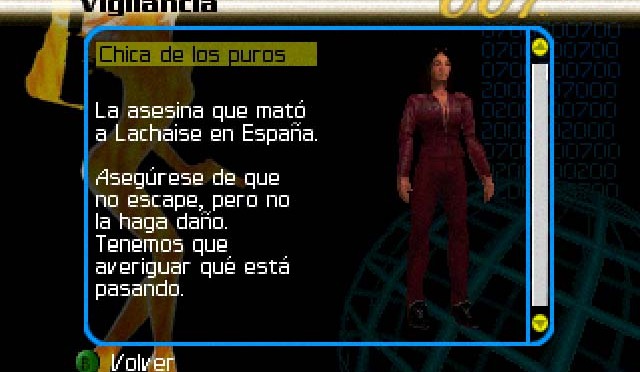 Vigilancia
007
Chica de los puros
La asesina que mató
a Lachaise en España.
Asegúrese de que
no escape, pero no
la haga daño.
Tenemos que
averiguar qué está
pasando.
B Volver